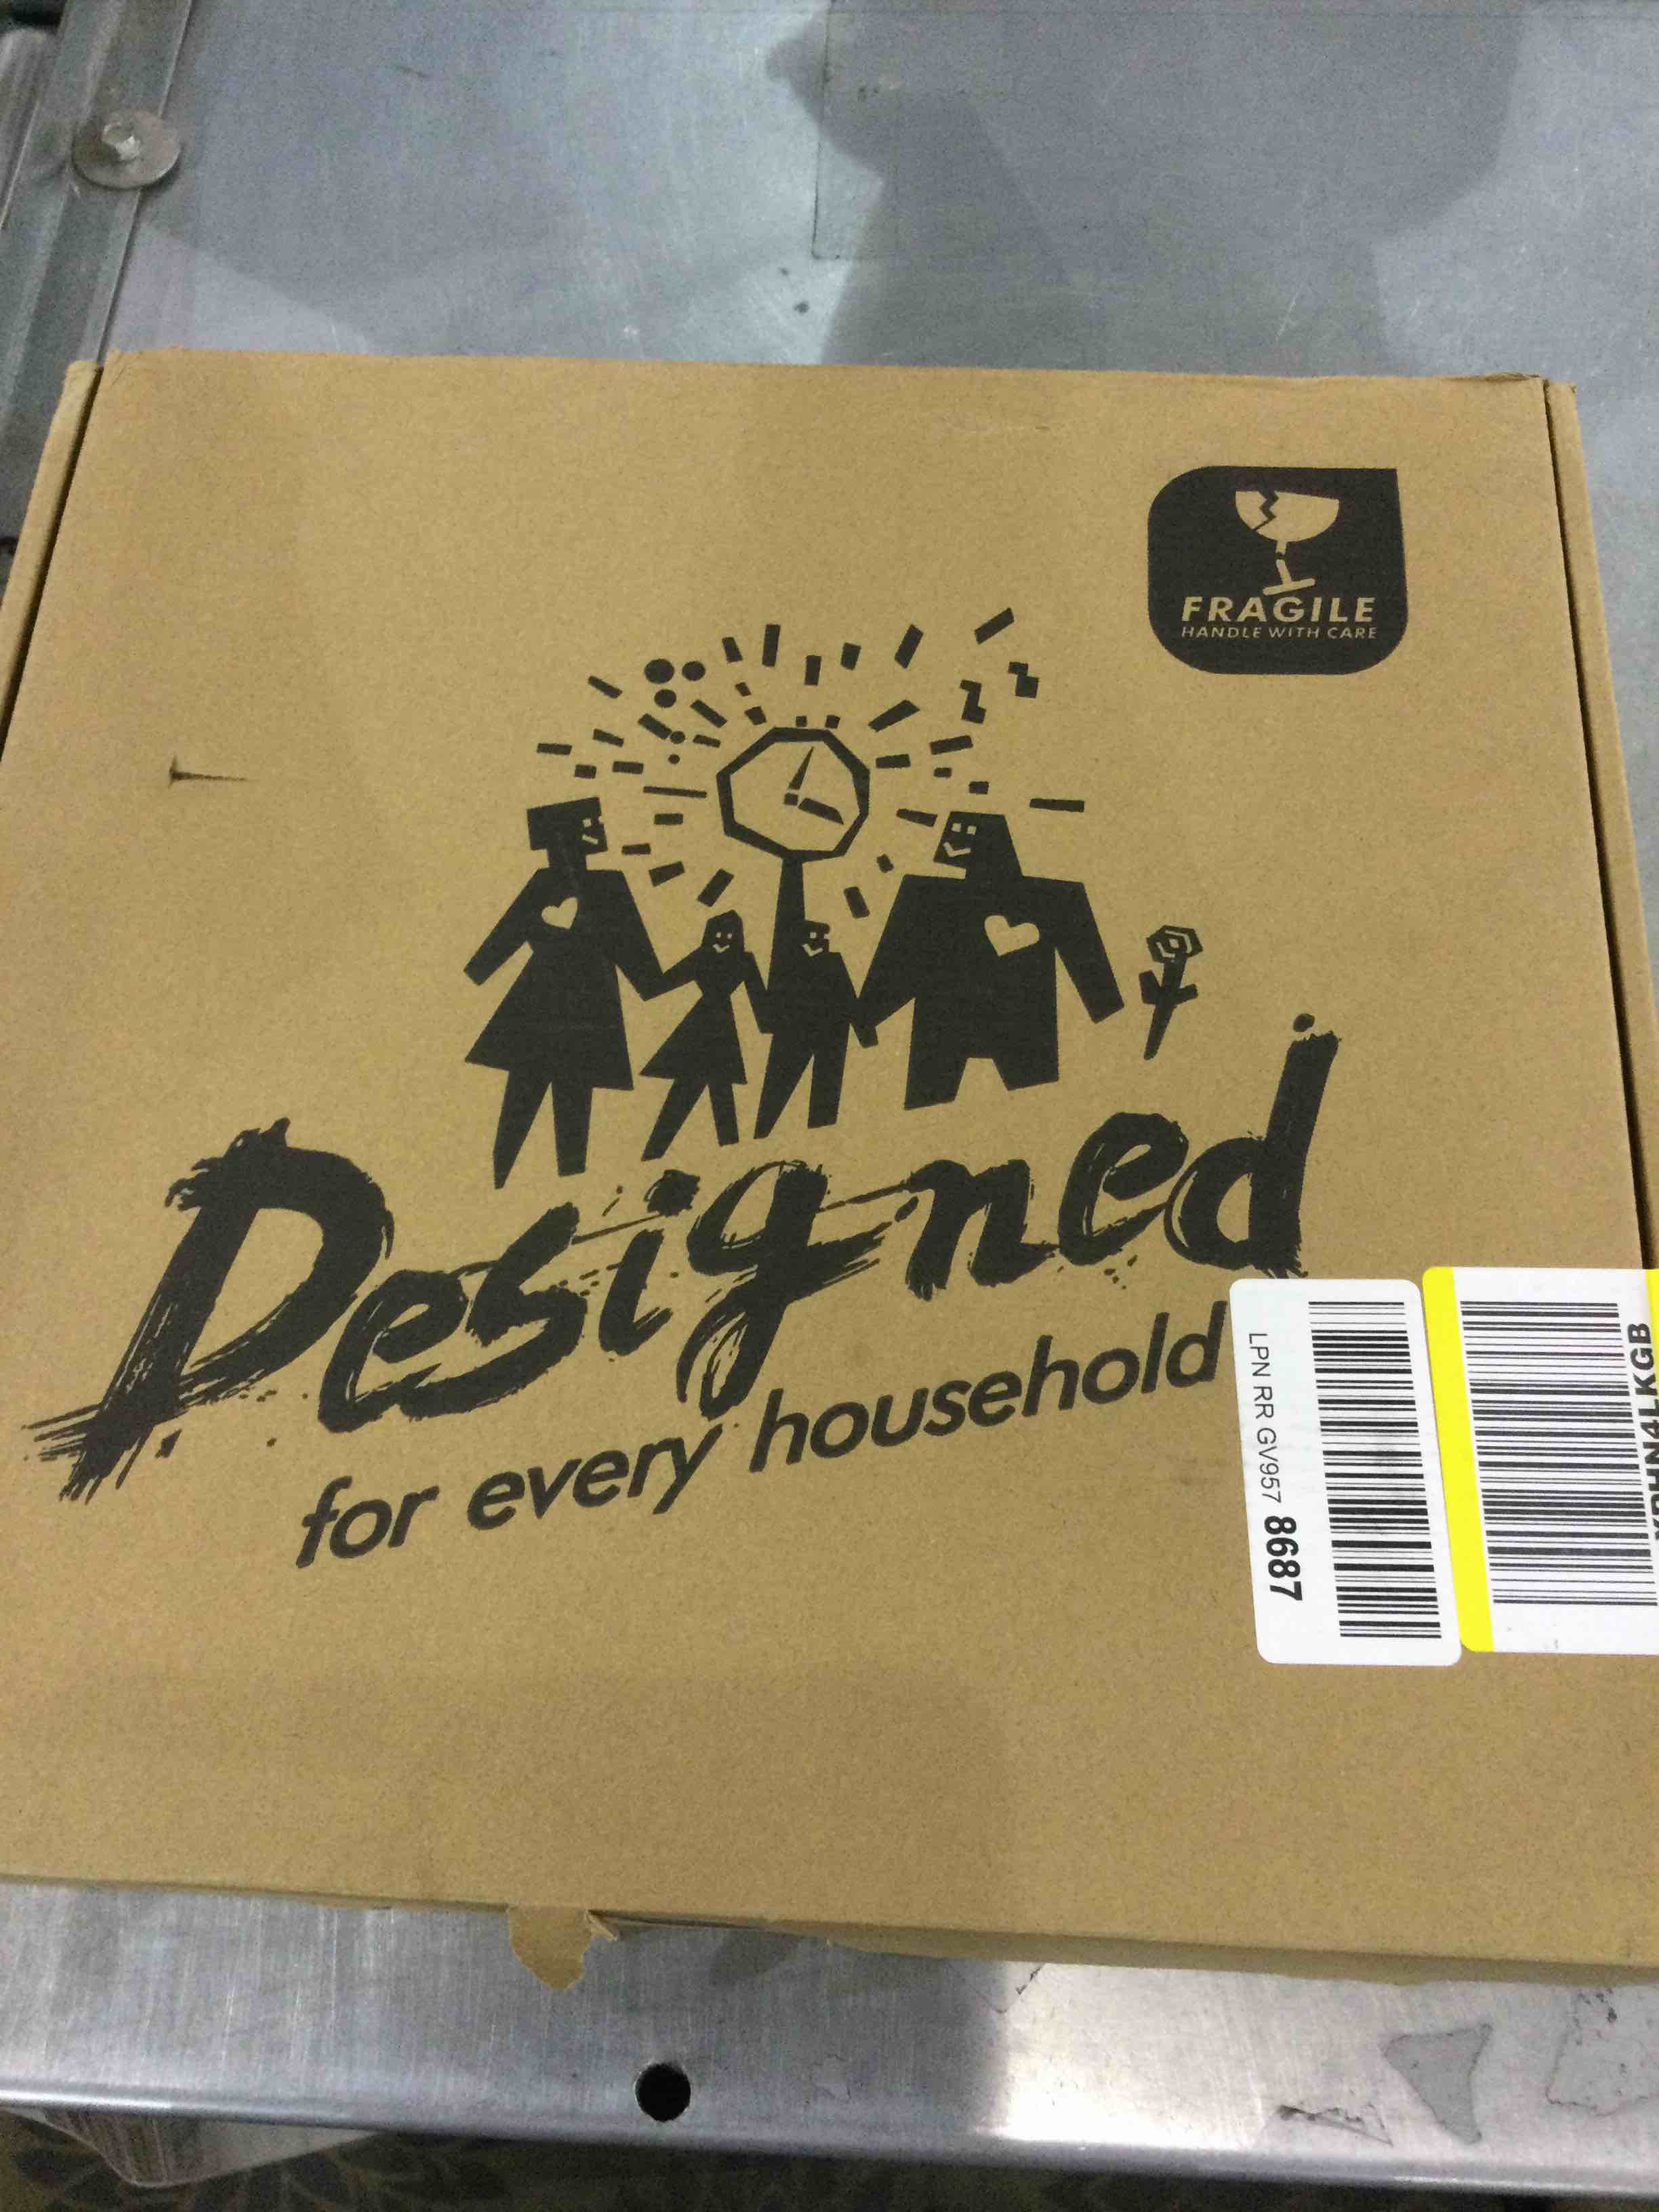 FRAGILE
HANDLE WITH CARE
Designed
for every household
LPN RR GV957 8687